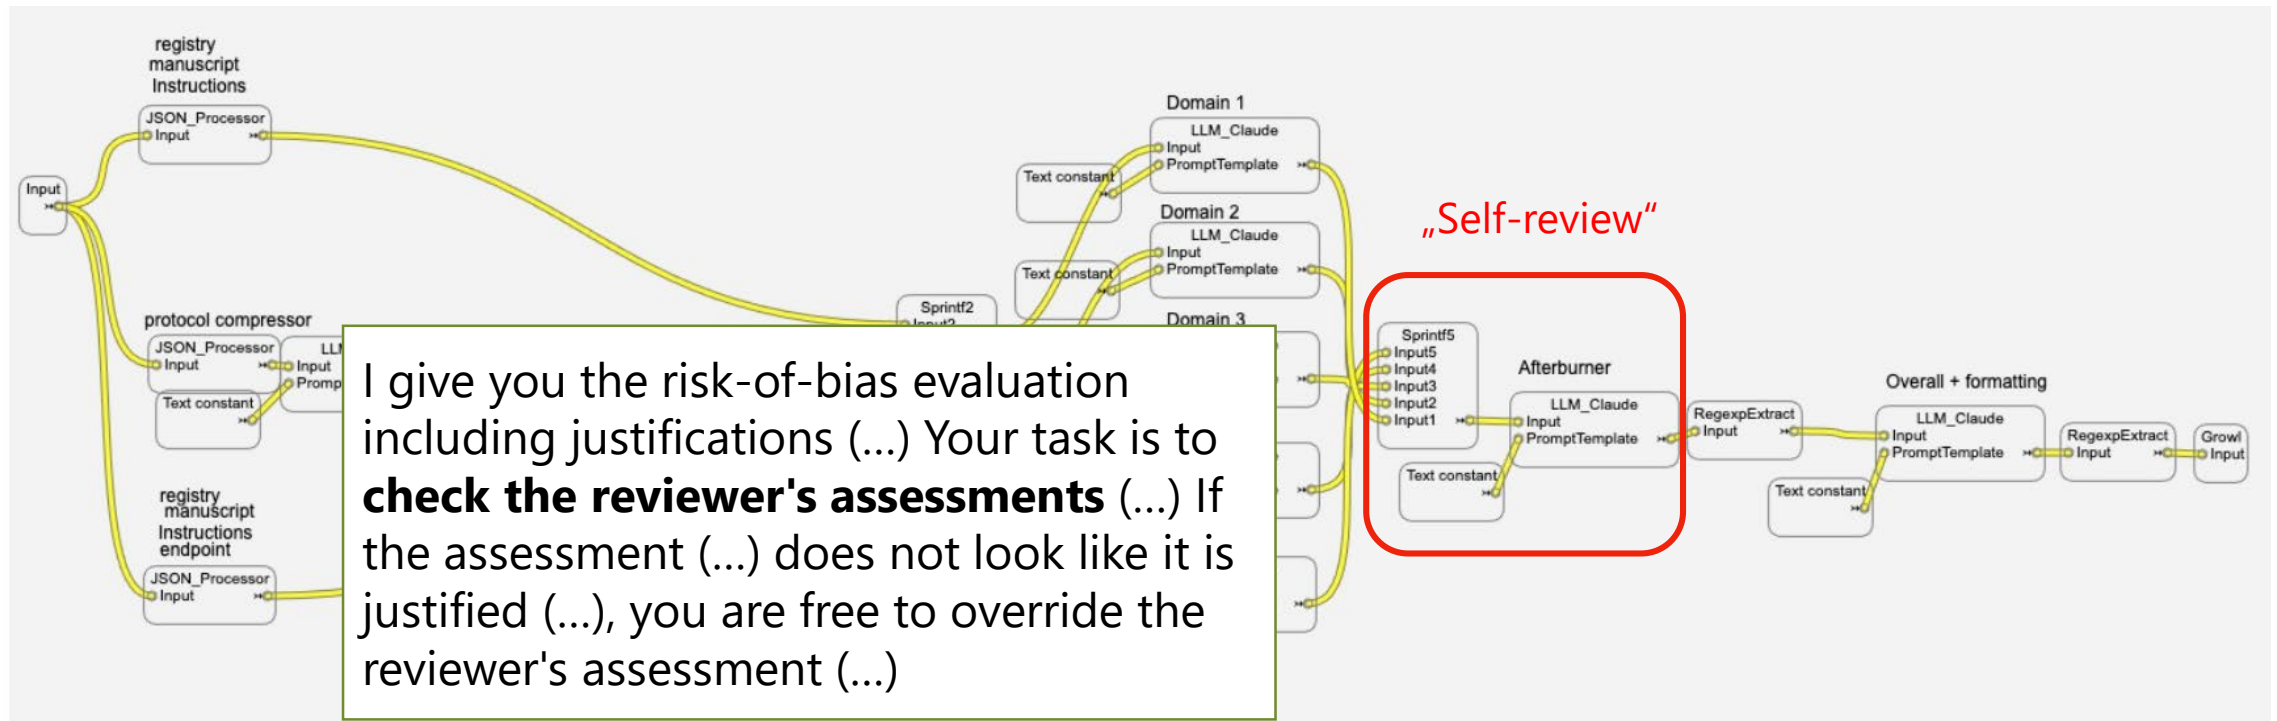 registry
manuscript
Instructions
JSON_Processor
Input
Input
protocol compressor
JSON_Processor
Input
Text constant
Input
registry
manuscript
Instructions
endpoint
JSON_Processor
Input
I give you the risk-of-bias evaluation
including justifications (...) Your task is to
check the reviewer's assessments (...) If
the assessment (...) does not look like it is
justified (...), you are free to override the
reviewer's assessment (...)
Sprintf2
Domain 1
LLM_Claude
Input
PromptTemplate
Text constant
Domain 2
LLM_Claude
Input
PromptTemplate
Text constant
Domain 3
„Self-review“
Sprintf5
Input5
Input4
Input3
Input2
Input1
Afterburner
LLM_Claude
Input
PromptTemplate
Text constant
RegexpExtract
Input
Overall + formatting
LLM_Claude
Input
PromptTemplate
Text constant
RegexpExtract
Input
Growl
Input